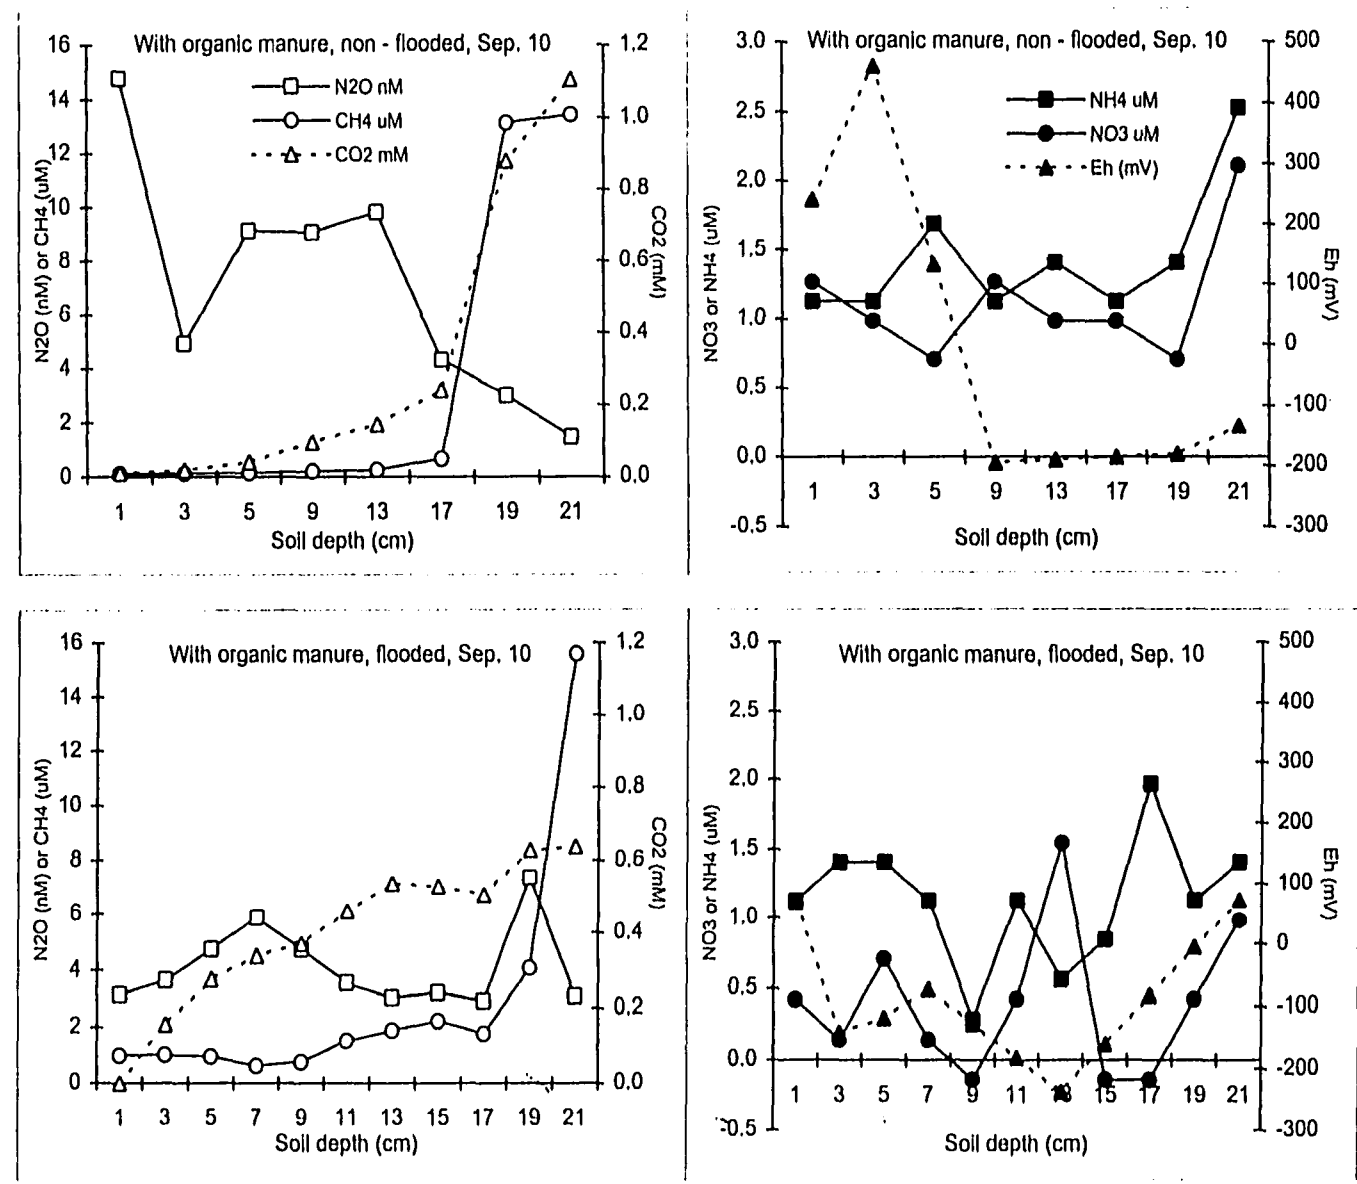 With organic manure, non - flooded, Sep. 10
N2O nM
CH4 uM
CO2 mM
16
14
12
10
8
6
4
2
0
N2O (nM) or CH4 (uM)
1.2
1.0
0.8
0.6
0.4
0.2
0.0
CO2 (mM)
1 3 5 9 13 17 19 21
Soil depth (cm)
With organic manure, non - flooded, Sep. 10
NH4 uM
NO3 uM
Eh (mV)
3.0
2.5
2.0
1.5
1.0
0.5
0.0
-0.5
NO3 or NH4 (uM)
500
400
300
200
100
0
-100
-200
-300
Eh (mV)
1 3 5 9 13 17 19 21
Soil depth (cm)
With organic manure, flooded, Sep. 10
16
14
12
10
8
6
4
2
0
N2O (nM) or CH4 (uM)
1.2
1.0
0.8
0.6
0.4
0.2
0.0
CO2 (mM)
1 3 5 7 9 11 13 15 17 19 21
Soil depth (cm)
With organic manure, flooded, Sep. 10
3.0
2.5
2.0
1.5
1.0
0.5
0.0
-0.5
NO3 or NH4 (uM)
500
400
300
200
100
0
-100
-200
-300
Eh (mV)
1 3 5 7 9 11 13 15 17 19 21
Soil depth (cm)